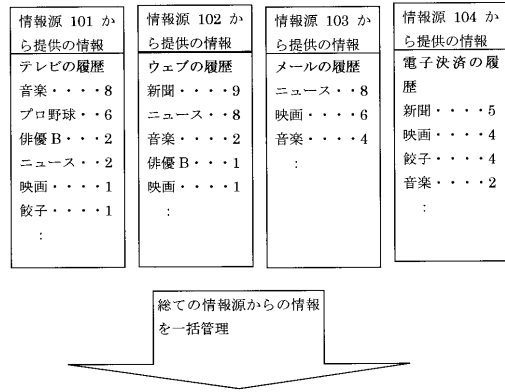 情報源 101 か
ら提供の情報
テレビの履歴
音楽・・・・8
プロ野球・・6
俳優B・・・2
ニュース・・2
映画・・・・1
餃子・・・・1
:
情報源 102 か
ら提供の情報
ウェブの履歴
新聞・・・・9
ニュース・・8
音楽・・・・2
俳優B・・・1
映画・・・・1
:
情報源 103 か
ら提供の情報
メールの履歴
ニュース・・8
映画・・・・6
音楽・・・・4
:
情報源 104 か
ら提供の情報
電子決済の履
歴
新聞・・・・5
映画・・・・4
餃子・・・・4
音楽・・・・2
:
総ての情報源からの情報
を一括管理